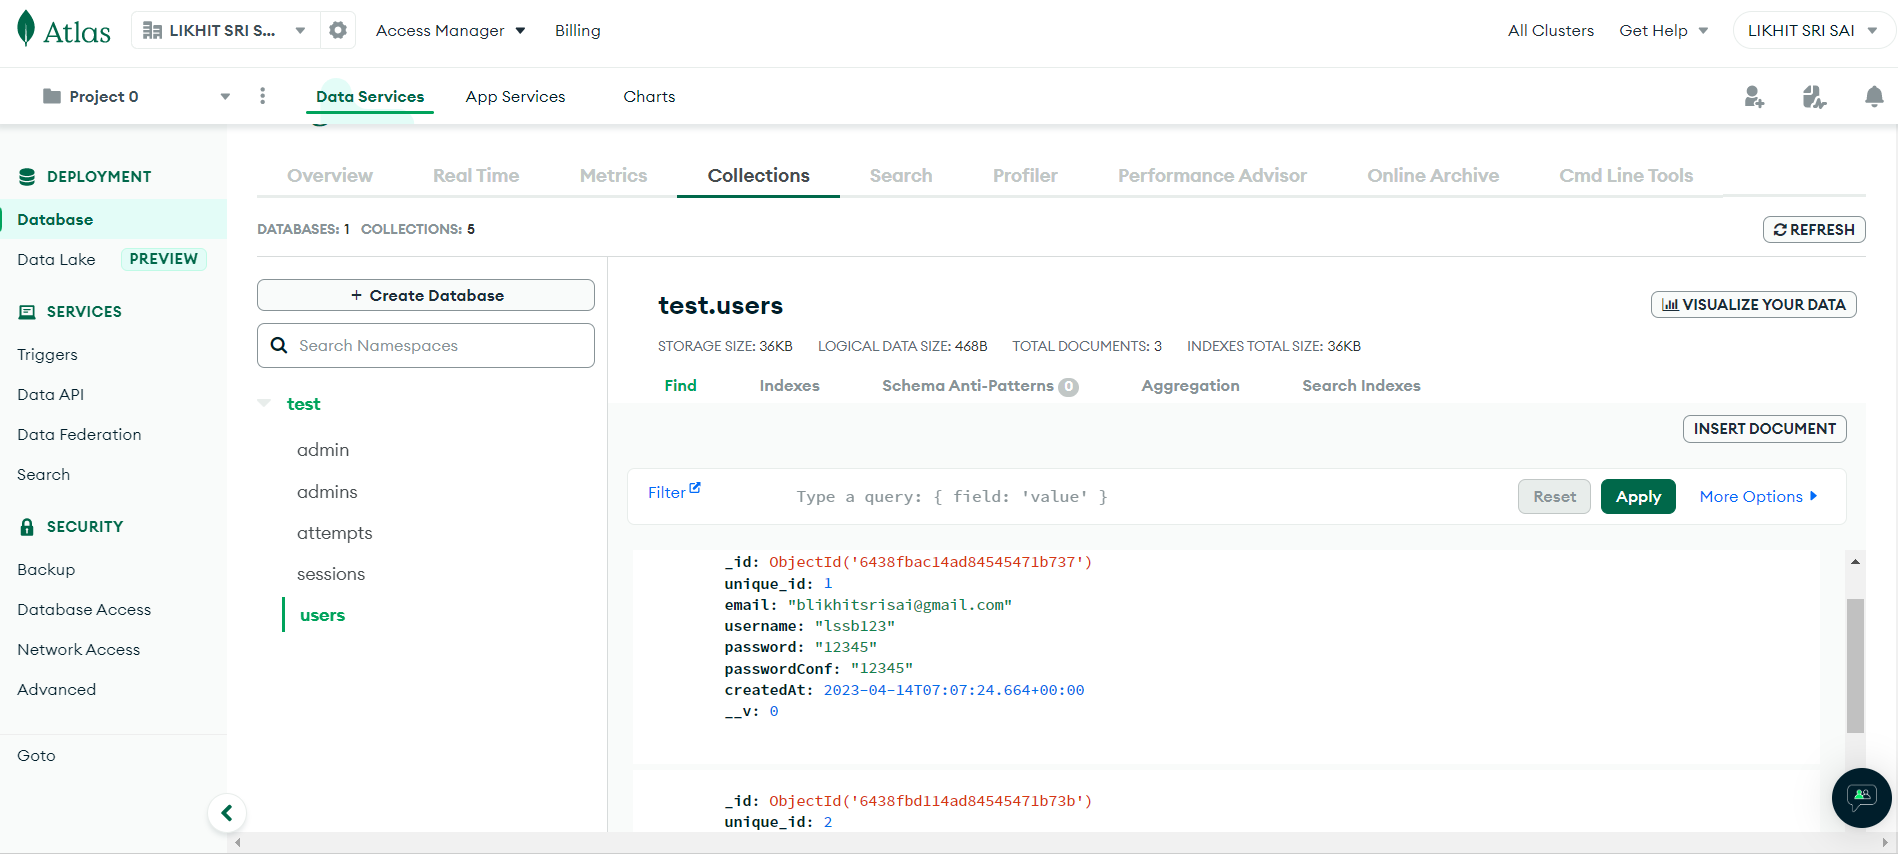 Atlas
LIKHIT SRI S...
Access Manager
Billing
All Clusters
Get Help
LIKHIT SRI SAI
Project 0
Data Services
App Services
Charts
DEPLOYMENT
Database
Data Lake
PREVIEW
SERVICES
Triggers
Data API
Data Federation
Search
SECURITY
Backup
Database Access
Network Access
Advanced
Goto
Overview
Real Time
Metrics
Collections
Search
Profiler
Performance Advisor
Online Archive
Cmd Line Tools
DATABASES: 1 COLLECTIONS: 5
REFRESH
+ Create Database
Search Namespaces
test
admin
admins
attempts
sessions
users
test.users
VISUALIZE YOUR DATA
STORAGE SIZE: 36KB LOGICAL DATA SIZE: 468B TOTAL DOCUMENTS: 3 INDEXES TOTAL SIZE: 36KB
Find
Indexes
Schema Anti-Patterns 0
Aggregation
Search Indexes
INSERT DOCUMENT
Filter
Type a query: { field: 'value' }
Reset
Apply
More Options
_id: ObjectId('6438fbac14ad84545471b737')
unique_id: 1
email: "blikhitsrisai@gmail.com"
username: "lssb123"
password: "12345"
passwordConf: "12345"
createdAt: 2023-04-14T07:07:24.664+00:00
__v: 0
_id: ObjectId('6438fbd114ad84545471b73b')
unique_id: 2